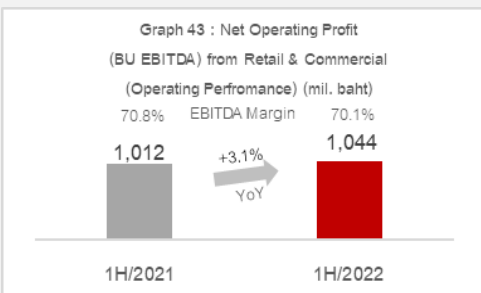 Graph 43 : Net Operating Profit
(BU EBITDA) from Retail & Commercial
(Operating Perfromance) (mil. baht)
70.8% EBITDA Margin 70.1%
1,012 +3.1% 1,044
YoY
1H/2021 1H/2022